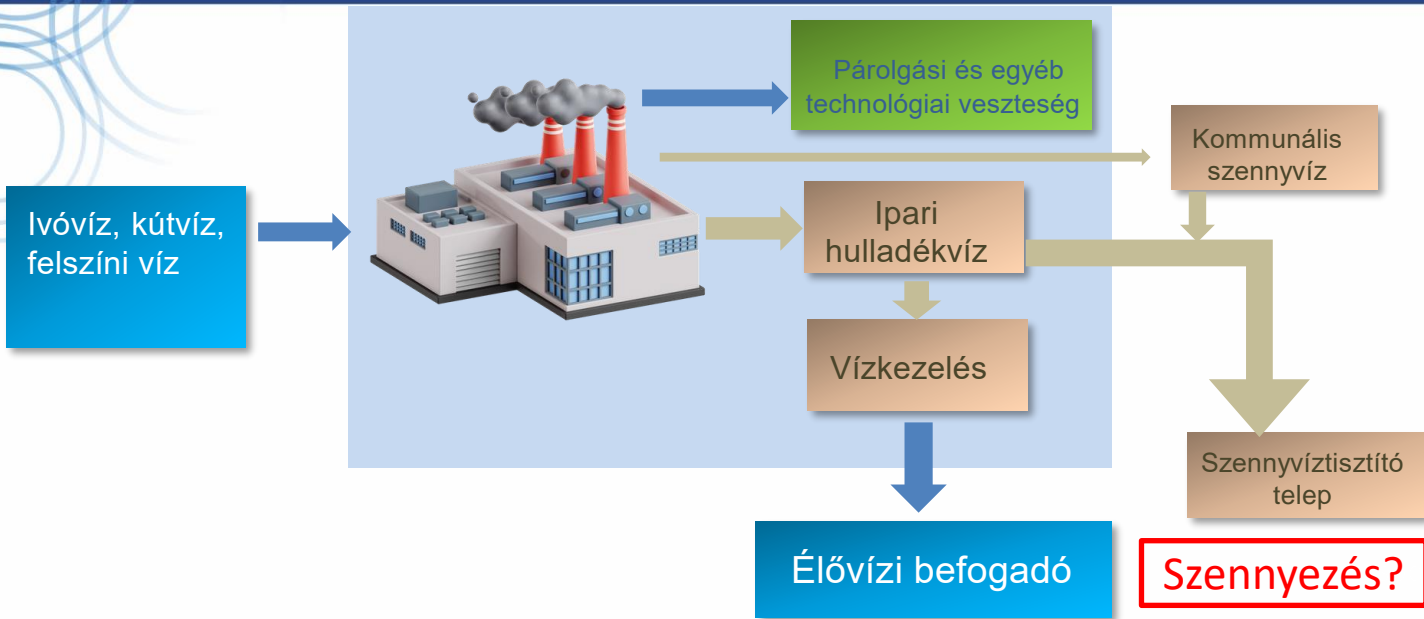 Párolgási és egyéb
technológiai veszteség
Kommunális
szennyvíz
Ivóvíz, kútvíz,
felszíni víz
Ipari
hulladékvíz
Vízkezelés
Szennyvíztisztító
telep
Élővízi befogadó
Szennyezés?